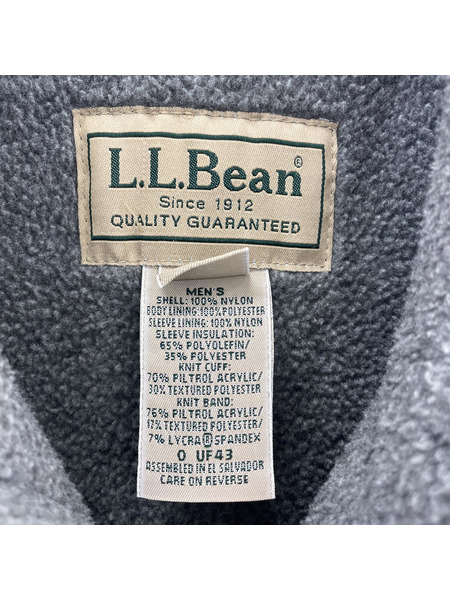 L.L.Bean®
Since 1912
QUALITY GUARANTEED
MEN'S
SHELL: 100% NYLON
BODY LINING: 100% POLYESTER
SLEEVE LINING: 100% NYLON
SLEEVE INSULATION:
65% POLYOLEFIN/
35% POLYESTER
KNIT CUFF:
70% PILTROL ACRYLIC/
30% TEXTURED POLYESTER
KNIT BAND:
76% PILTROL ACRYLIC/
17% TEXTURED POLYESTER/
7% LYCRA® SPANDEX
0 UF43
ASSEMBLED IN EL SALVADOR
CARE ON REVERSE